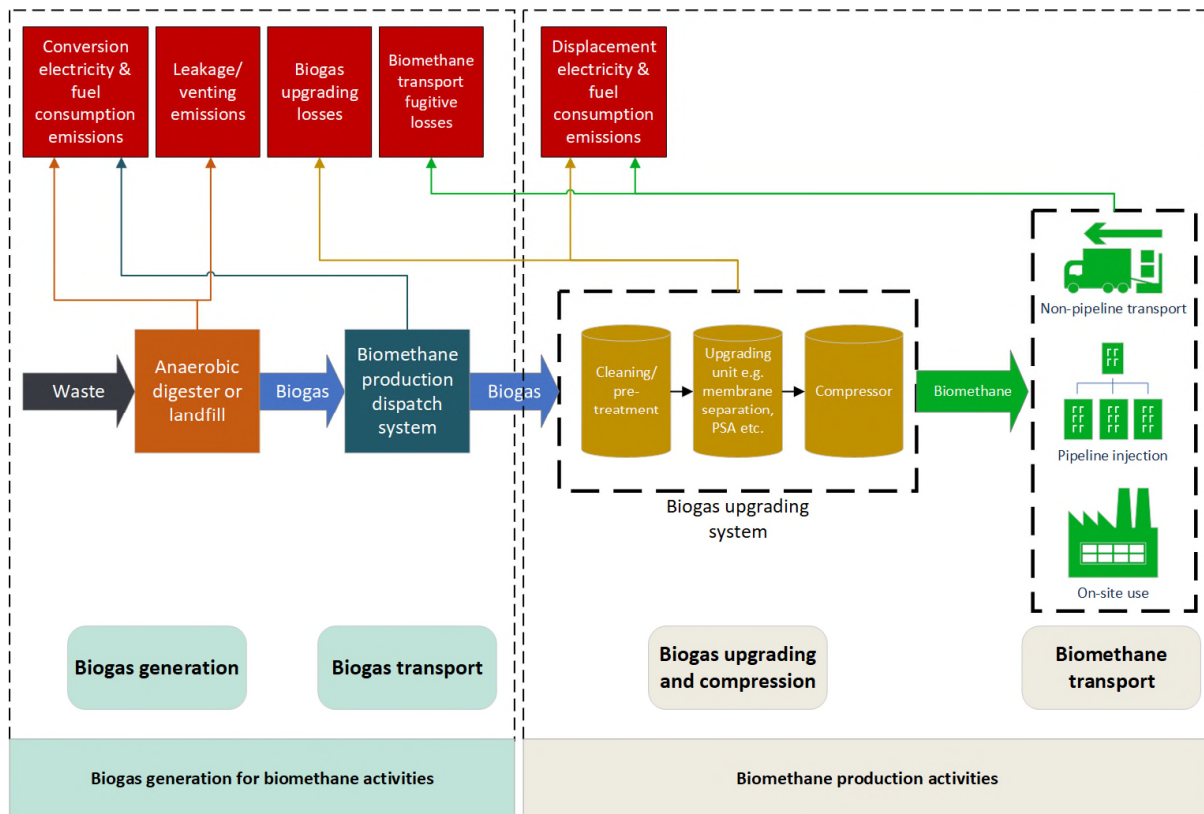 Conversion
electricity &
fuel
consumption
emissions
Leakage/
venting
emissions
Biogas
upgrading
losses
Biomethane
transport
fugitive
losses
Displacement
electricity &
fuel
consumption
emissions
Waste
Anaerobic
digester or
landfill
Biogas
Biomethane
production
dispatch
system
Biogas
Cleaning/
pre-
treatment
Upgrading
unit e.g.
membrane
separation,
PSA etc.
Compressor
Biogas upgrading
system
Biomethane
Non-pipeline transport
Pipeline injection
On-site use
Biogas generation
Biogas transport
Biogas upgrading
and compression
Biomethane
transport
Biogas generation for biomethane activities
Biomethane production activities